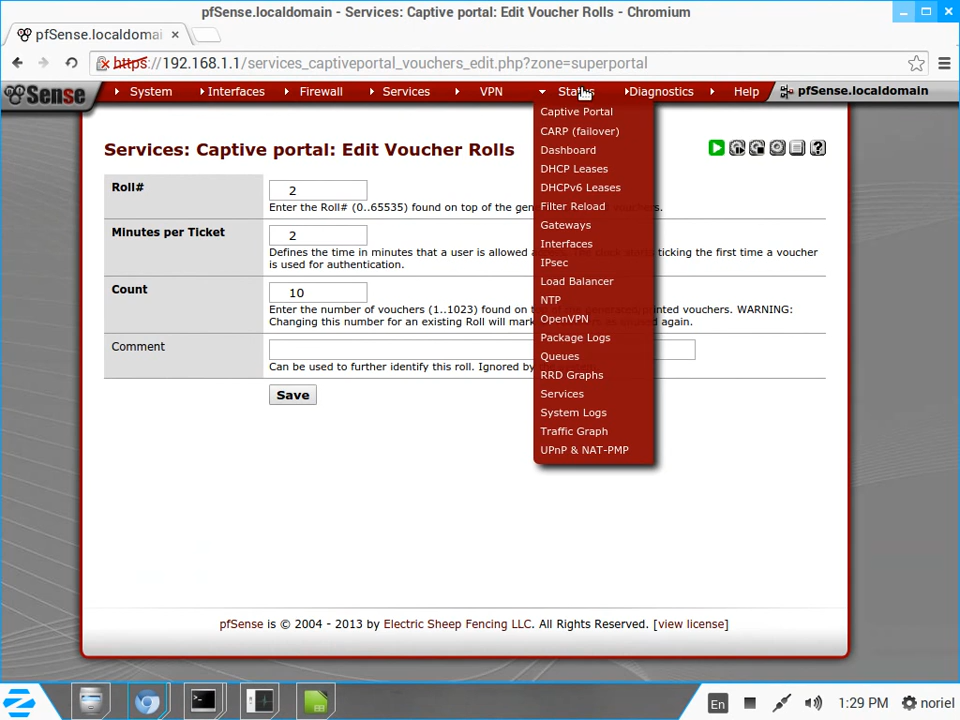 pfSense.localdomain - Services: Captive portal: Edit Voucher Rolls - Chromium
pfSense.localdomai
https://192.168.1.1/services_captiveportal_vouchers_edit.php?zone=superportal
Sense System Interfaces Firewall Services VPN Status Diagnostics Help pfSense.localdomain
Captive Portal
CARP (failover)
Dashboard
DHCP Leases
DHCPv6 Leases
Filter Reload
Gateways
Interfaces
IPsec
Load Balancer
NTP
OpenVPN
Package Logs
Queues
RRD Graphs
Services
System Logs
Traffic Graph
UPnP & NAT-PMP
Services: Captive portal: Edit Voucher Rolls
Roll# 2
Enter the Roll# (0..65535) found on top of the gen
Minutes per Ticket 2
Defines the time in minutes that a user is allowed ticking the first time a voucher
is used for authentication.
Count 10
Enter the number of vouchers (1..1023) found on vouchers. WARNING:
Changing this number for an existing Roll will mark again.
Comment
Can be used to further identify this roll. Ignored by
Save
pfSense is © 2004 - 2013 by Electric Sheep Fencing LLC. All Rights Reserved. [view license]
En 1:29 PM noriel